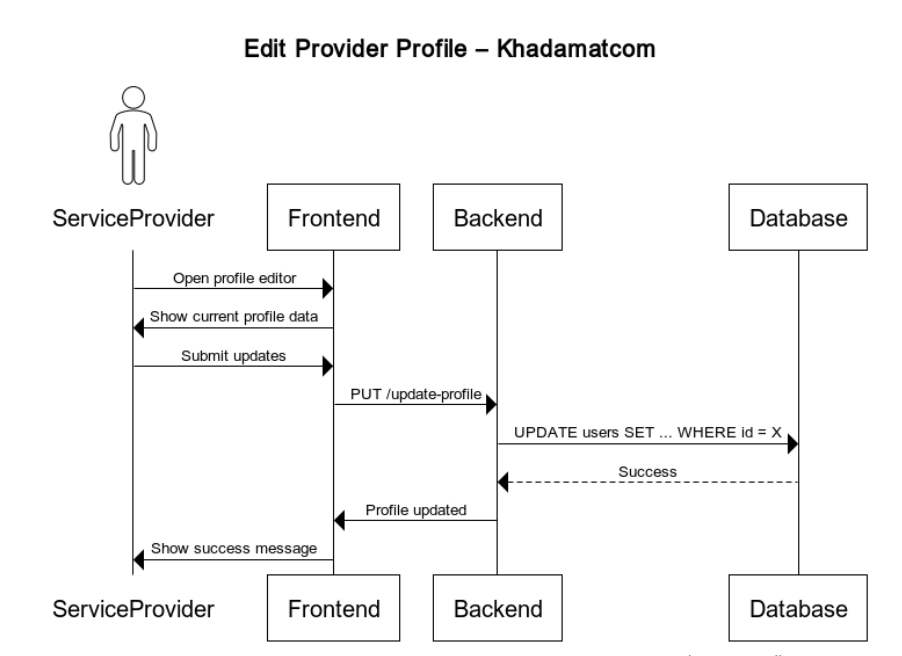 Edit Provider Profile – Khadamatcom
ServiceProvider
Frontend
Backend
Database
Open profile editor
Show current profile data
Submit updates
PUT /update-profile
UPDATE users SET ... WHERE id = X
Success
Profile updated
Show success message
ServiceProvider
Frontend
Backend
Database